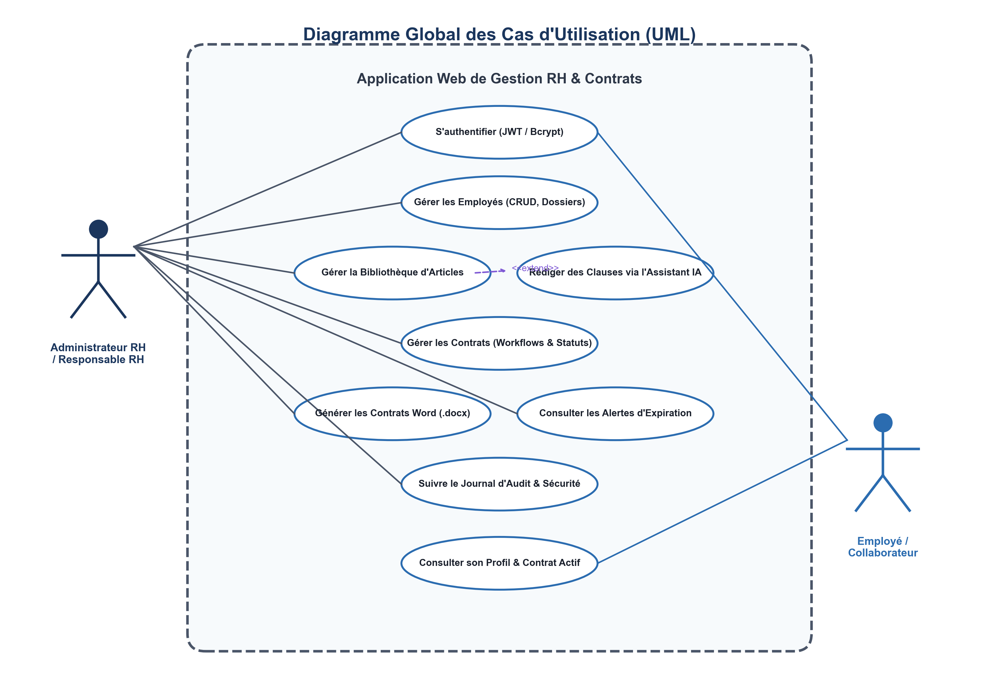 Diagramme Global des Cas d'Utilisation (UML)
Application Web de Gestion RH & Contrats
S'authentifier (JWT / Bcrypt)
Gérer les Employés (CRUD, Dossiers)
Gérer la Bibliothèque d'Articles
<<extend>>
Rédiger des Clauses via l'Assistant IA
Gérer les Contrats (Workflows & Statuts)
Administrateur RH
/ Responsable RH
Générer les Contrats Word (.docx)
Consulter les Alertes d'Expiration
Suivre le Journal d'Audit & Sécurité
Employé /
Collaborateur
Consulter son Profil & Contrat Actif